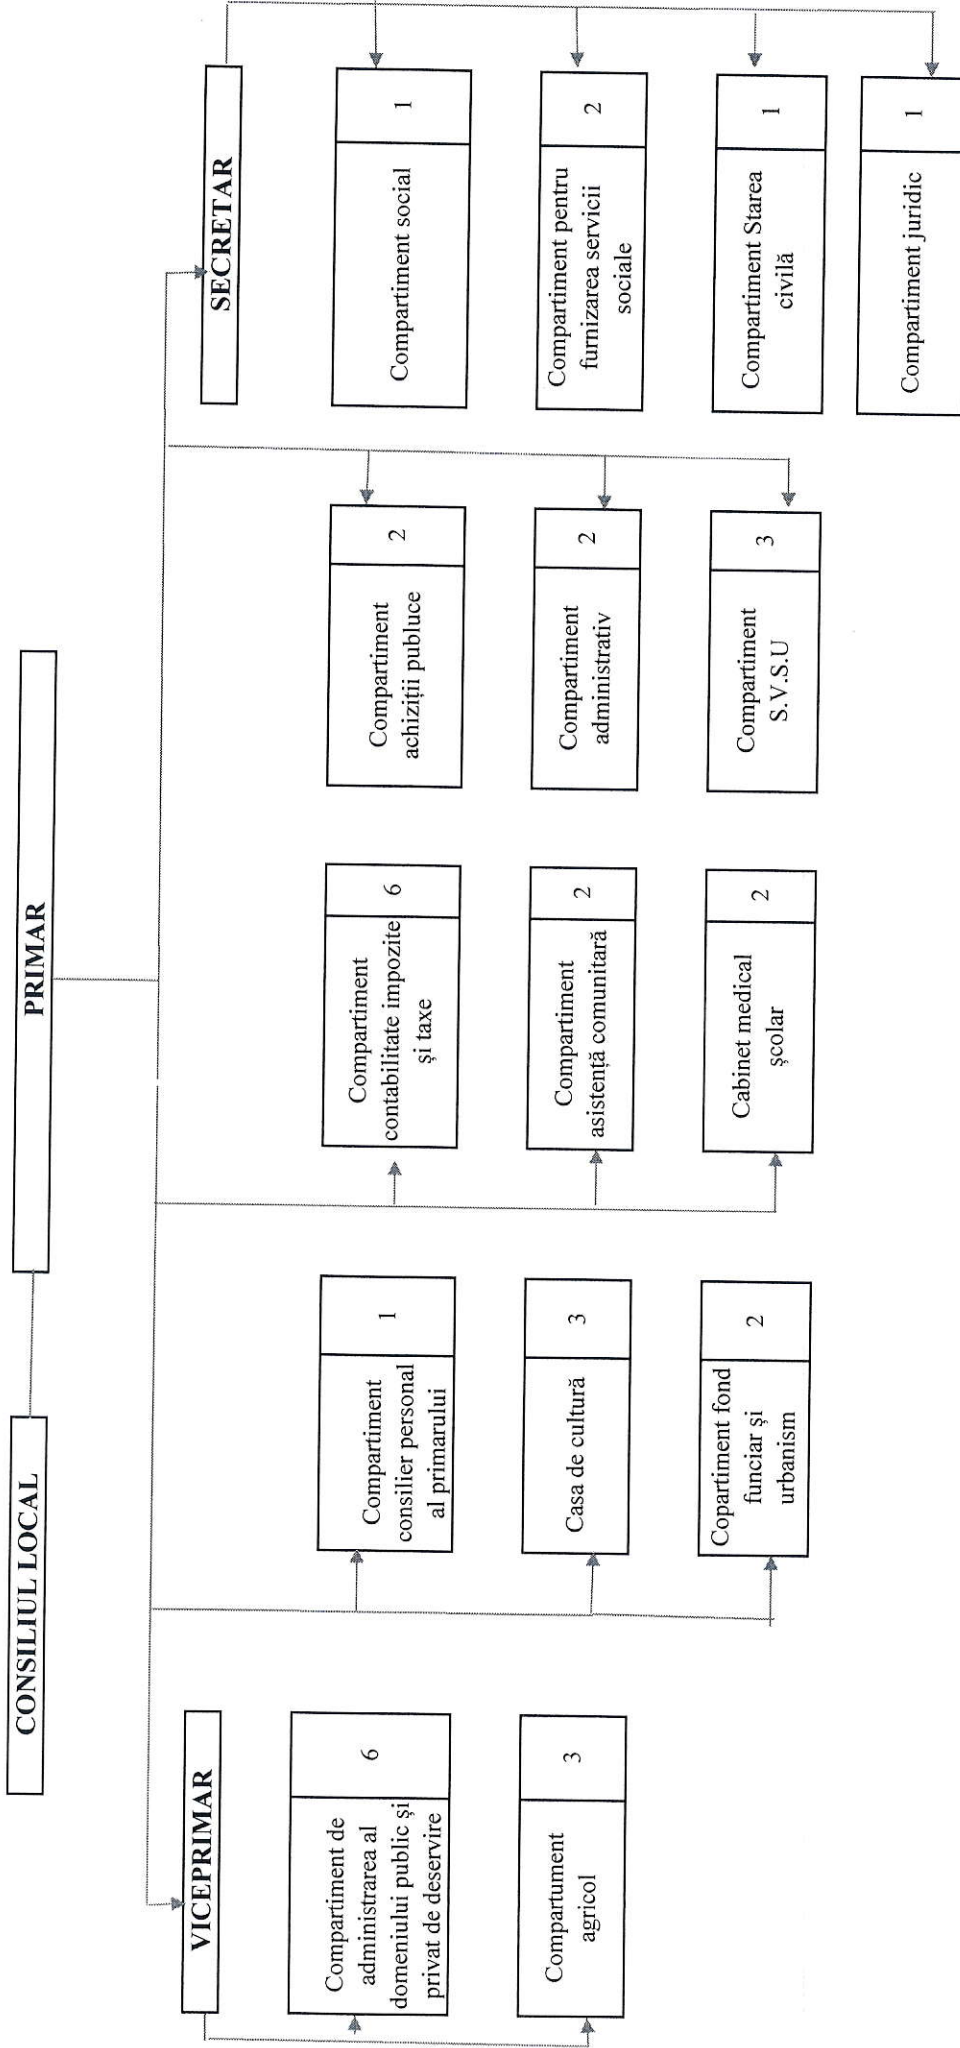 CONSILIUL LOCAL
PRIMAR
VICEPRIMAR
SECRETAR
Compartiment de
administrarea al
domeniului public și
privat de deservire
6
Compartument
agricol
3
Compartiment
consilier personal
al primarului
1
Casa de cultură
3
Copartiment fond
funciar și
urbanism
2
Compartiment
contabilitate impozite
și taxe
6
Compartiment
asistență comunitară
2
Cabinet medical
școlar
2
Compartiment
achiziții publuce
2
Compartiment
administrativ
2
Compartiment
S.V.S.U
3
Compartiment social
1
Compartiment pentru
furnizarea servicii
sociale
2
Compartiment Starea
civilă
1
Compartiment juridic
1